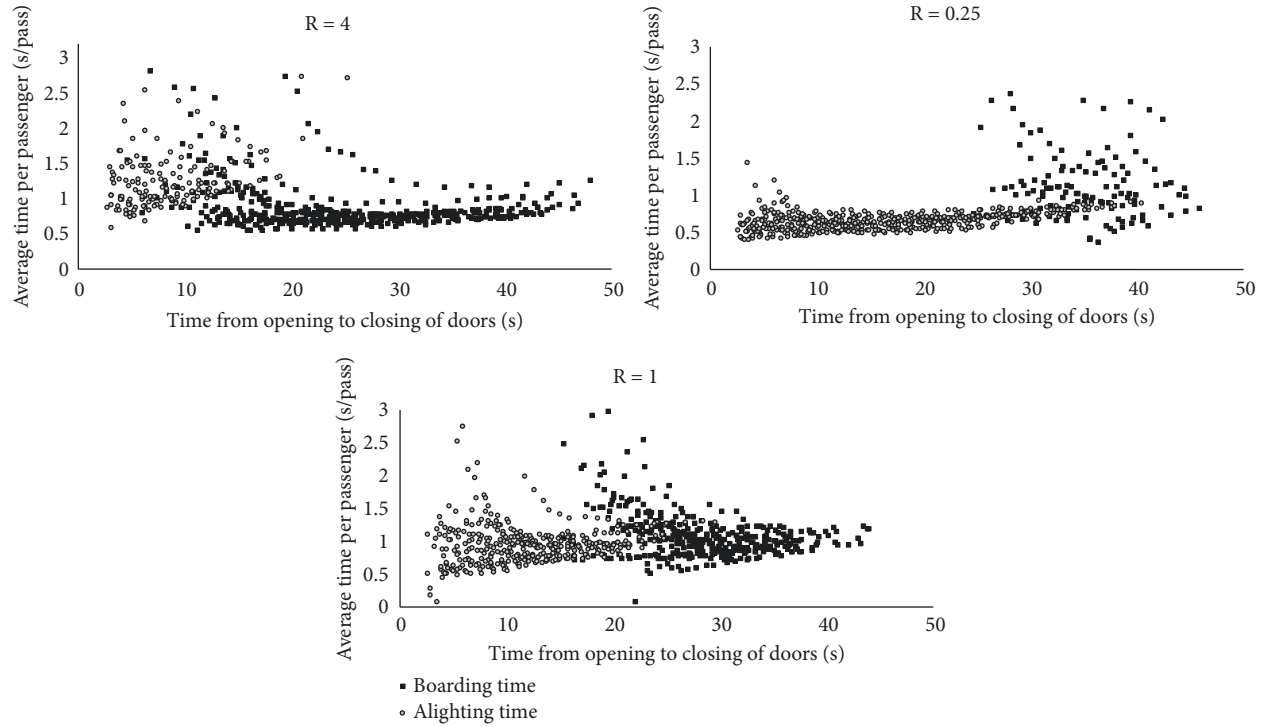 R = 4
Average time per passenger (s/pass)
3
2.5
2
1.5
1
0.5
0
0 10 20 30 40 50
Time from opening to closing of doors (s)
R = 0.25
Average time per passenger (s/pass)
3
2.5
2
1.5
1
0.5
0
0 10 20 30 40 50
Time from opening to closing of doors (s)
R = 1
Average time per passenger (s/pass)
3
2.5
2
1.5
1
0.5
0
0 10 20 30 40 50
Time from opening to closing of doors (s)
Boarding time
Alighting time